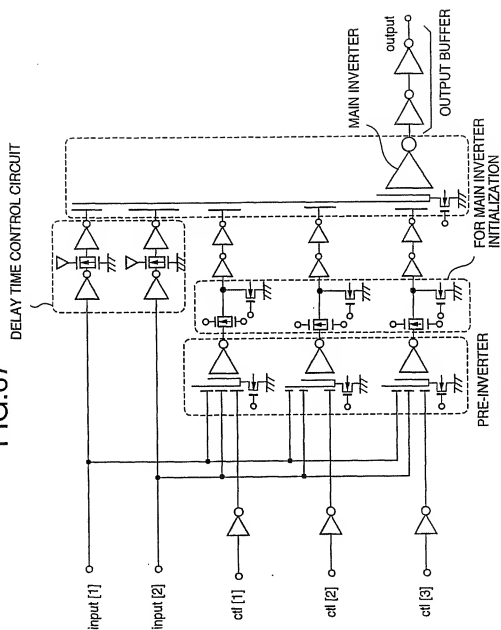 FIG.67
DELAY TIME CONTROL CIRCUIT
input [1]
input [2]
ctl [1]
ctl [2]
ctl [3]
PRE-INVERTER
FOR MAIN INVERTER
INITIALIZATION
MAIN INVERTER
output
OUTPUT BUFFER